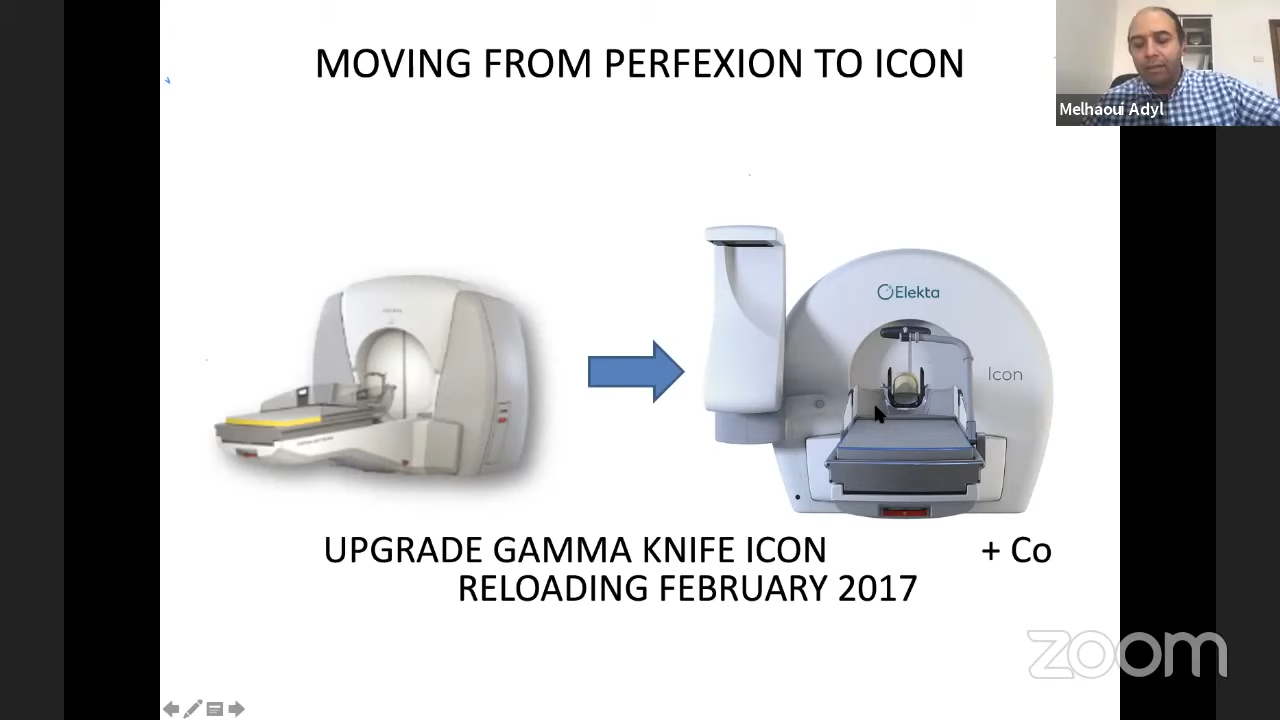 MOVING FROM PERFEXION TO ICON
Melhaoui Adyl
Elekta
Icon
UPGRADE GAMMA KNIFE ICON + Co
RELOADING FEBRUARY 2017
zoom